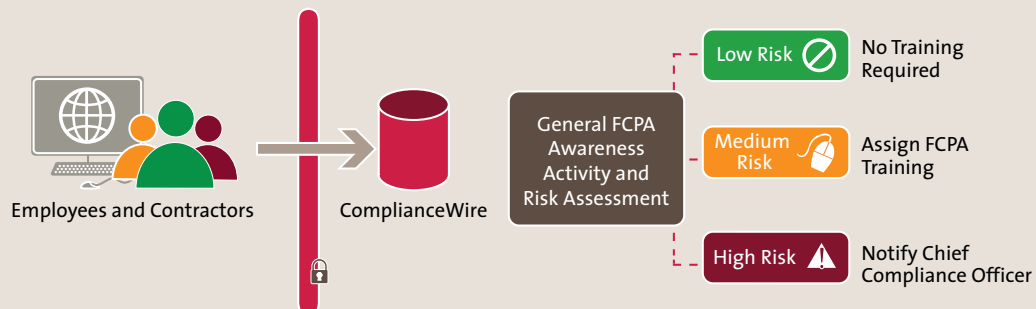 Employees and Contractors
ComplianceWire
General FCPA
Awareness
Activity and
Risk Assessment
Low Risk
No Training
Required
Medium
Risk
Assign FCPA
Training
High Risk
Notify Chief
Compliance Officer